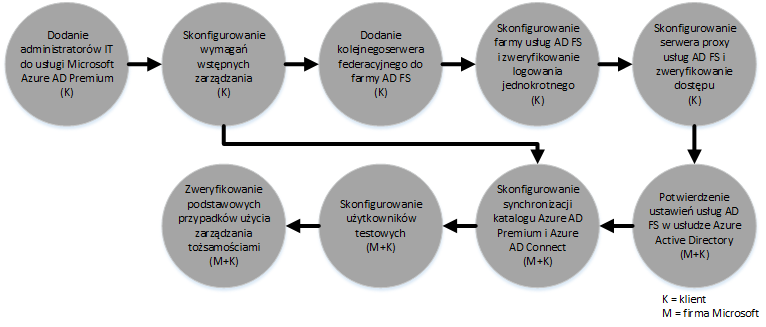 Dodanie
administratorów IT
do usługi Microsoft
Azure AD Premium
(K)
Skonfigurowanie
wymagań
wstępnych
zarządzania
(K)
Dodanie
kolejnegoserwera
federacyjnego do
farmy AD FS
(K)
Skonfigurowanie
farmy usług AD FS
i zweryfikowanie
logowania
jednokrotnego
(K)
Skonfigurowanie
serwera proxy
usług AD FS i
zweryfikowanie
dostępu
(K)
Zweryfikowanie
podstawowych
przypadków użycia
zarządzania
tożsamościami
(M+K)
Skonfigurowanie
użytkowników
testowych
(M+K)
Skonfigurowanie
synchronizacji
katalogu Azure AD
Premium i Azure
AD Connect
(M+K)
Potwierdzenie
ustawień usług AD
FS w usłudze Azure
Active Directory
(M+K)
K = klient
M = firma Microsoft